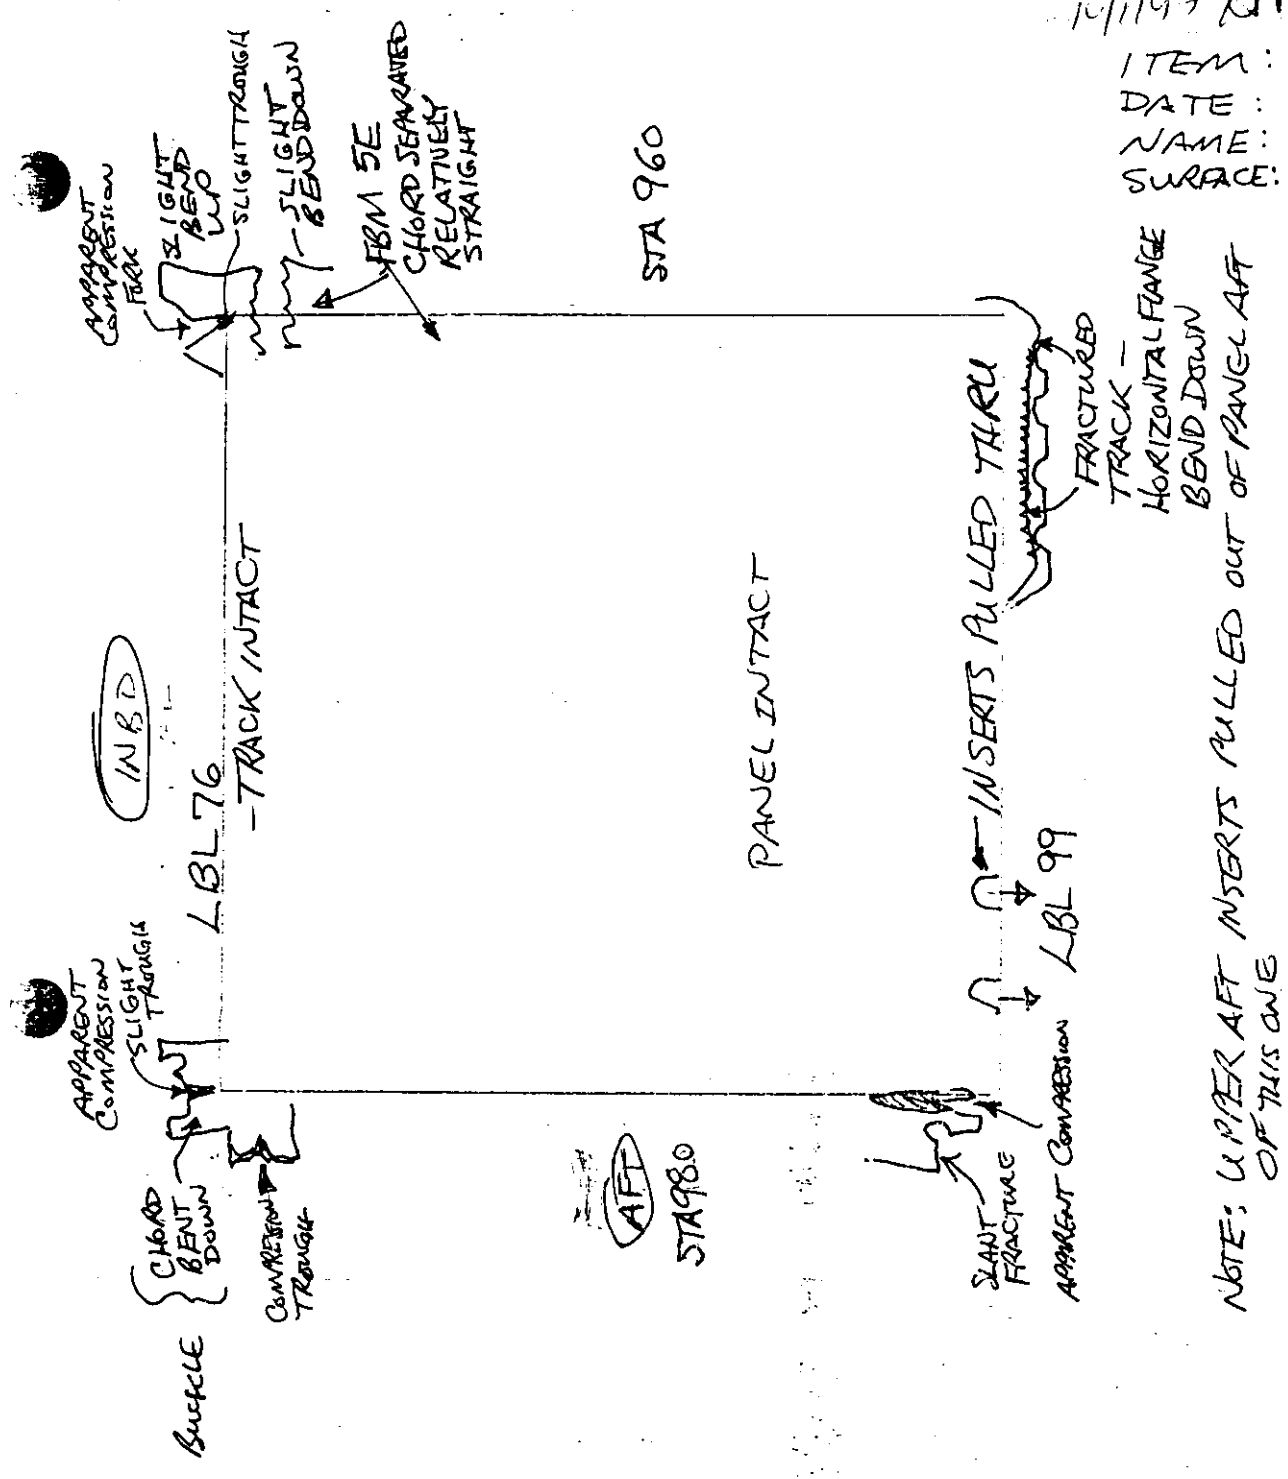 ITEM:
DATE:
NAME:
SURFACE:
APPARENT
COMPRESSION
SLIGHT
BEND
UP
SLIGHT TROUGH
SLIGHT
BEND DOWN
FBM 5E
CHORD SEPARATED
RELATIVELY
STRAIGHT
STA 960
INBD
LBL 76
-TRACK INTACT
APPARENT
COMPRESSION
SLIGHT
TROUGH
BUCKLE
CHORD
BENT
DOWN
COMPRESSION
TROUGH
AFT
STA 980
PANEL INTACT
INSERTS PULLED THRU
LBL 99
FRACTURED
TRACK -
HORIZONTAL FLANGE
BEND DOWN
SLANT
FRACTURE
APPARENT COMPRESSION
NOTE: UPPER AFT INSERTS PULLED OUT OF PANEL AFT
OF THIS ONE